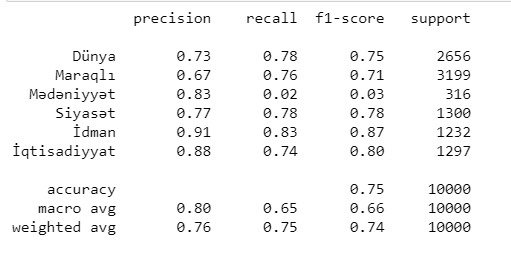 precision recall f1-score support
Dünya 0.73 0.78 0.75 2656
Maraqlı 0.67 0.76 0.71 3199
Mədəniyyət 0.83 0.02 0.03 316
Siyasət 0.77 0.78 0.78 1300
İdman 0.91 0.83 0.87 1232
İqtisadiyyat 0.88 0.74 0.80 1297
accuracy 0.75 10000
macro avg 0.80 0.65 0.66 10000
weighted avg 0.76 0.75 0.74 10000